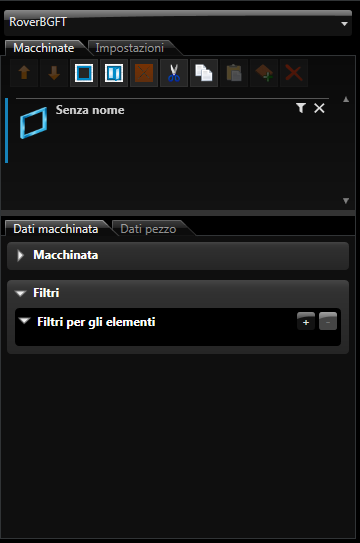 RoverBGFT
Macchinate Impostazioni
Senza nome
Dati macchinata Dati pezzo
Macchinata
Filtri
Filtri per gli elementi + -